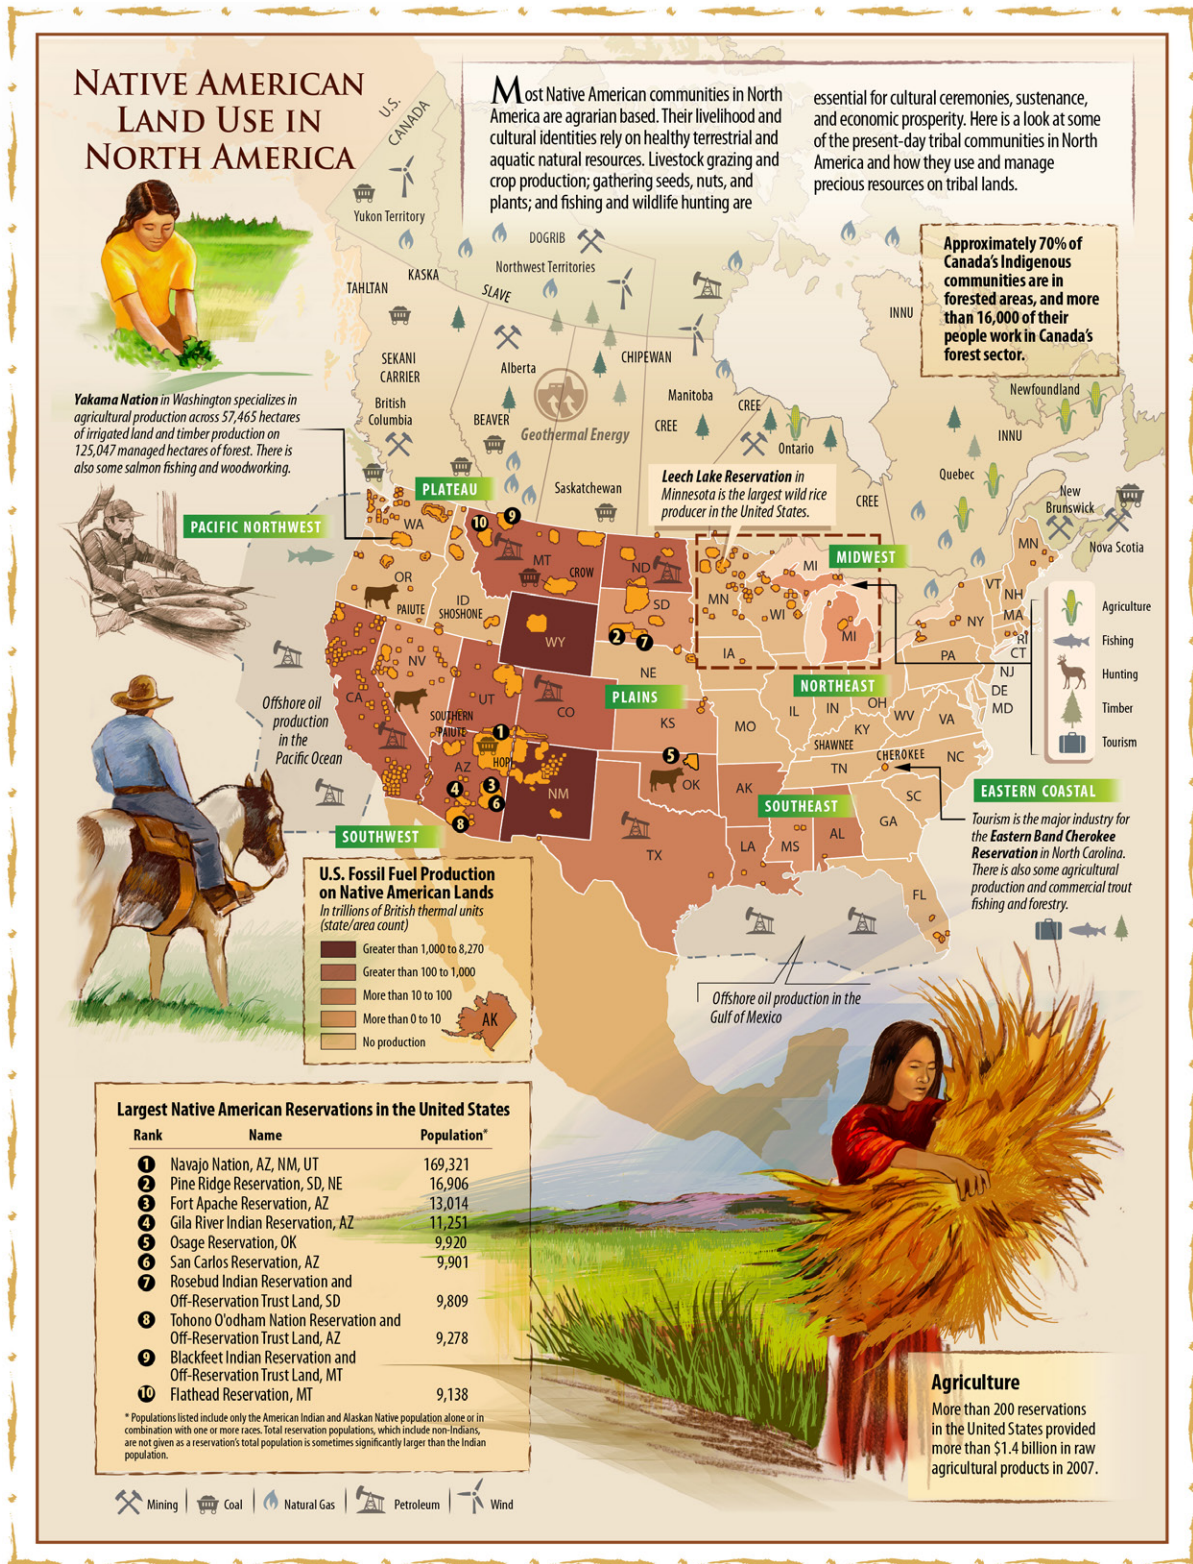 NATIVE AMERICAN
LAND USE IN
NORTH AMERICA
Most Native American communities in North
America are agrarian based. Their livelihood and
cultural identities rely on healthy terrestrial and
aquatic natural resources. Livestock grazing and
crop production; gathering seeds, nuts, and
plants; and fishing and wildlife hunting are
essential for cultural ceremonies, sustenance,
and economic prosperity. Here is a look at some
of the present-day tribal communities in North
America and how they use and manage
precious resources on tribal lands.
Approximately 70% of
Canada's Indigenous
communities are in
forested areas, and more
than 16,000 of their
people work in Canada's
forest sector.
U.S.
CANADA
Yukon Territory
DOGRIB
Northwest Territories
KASKA
TAHLTAN
SLAVE
INNU
SEKANI
CARRIER
Alberta
CHIPEWAN
British
Columbia
BEAVER
Geothermal Energy
Manitoba
CREE
CREE
Ontario
Newfoundland
INNU
Quebec
Saskatchewan
CREE
New
Brunswick
Nova Scotia
Yakama Nation in Washington specializes in
agricultural production across 57,465 hectares
of irrigated land and timber production on
125,047 managed hectares of forest. There is
also some salmon fishing and woodworking.
Leech Lake Reservation in
Minnesota is the largest wild rice
producer in the United States.
PLATEAU
PACIFIC NORTHWEST
MIDWEST
WA
10
9
MT
CROW
ND
MN
MI
MN
OR
PAIUTE
ID
SHOSHONE
WY
SD
2
7
WI
MI
VT
NH
MA
NY
RI
CT
IA
PA
NJ
DE
MD
NV
UT
CA
CO
NE
PLAINS
NORTHEAST
IL
IN
OH
WV
VA
KS
MO
KY
SHAWNEE
CHEROKEE
NC
TN
SOUTHERN
PAIUTE
1
HOPI
AZ
4
3
6
8
NM
5
OK
AK
SOUTHEAST
SC
GA
TX
LA
MS
AL
FL
SOUTHWEST
EASTERN COASTAL
Agriculture
Fishing
Hunting
Timber
Tourism
Offshore oil
production
in the
Pacific Ocean
Tourism is the major industry for
the Eastern Band Cherokee
Reservation in North Carolina.
There is also some agricultural
production and commercial trout
fishing and forestry.
Offshore oil production in the
Gulf of Mexico
U.S. Fossil Fuel Production
on Native American Lands
In trillions of British thermal units
(state/area count)
Greater than 1,000 to 8,270
Greater than 100 to 1,000
More than 10 to 100
More than 0 to 10
No production
AK
Largest Native American Reservations in the United States
Rank Name Population*
1 Navajo Nation, AZ, NM, UT 169,321
2 Pine Ridge Reservation, SD, NE 16,906
3 Fort Apache Reservation, AZ 13,014
4 Gila River Indian Reservation, AZ 11,251
5 Osage Reservation, OK 9,920
6 San Carlos Reservation, AZ 9,901
7 Rosebud Indian Reservation and
Off-Reservation Trust Land, SD 9,809
8 Tohono O'odham Nation Reservation and
Off-Reservation Trust Land, AZ 9,278
9 Blackfeet Indian Reservation and
Off-Reservation Trust Land, MT
10 Flathead Reservation, MT 9,138
* Populations listed include only the American Indian and Alaskan Native population alone or in
combination with one or more races. Total reservation populations, which include non-Indians,
are not given as a reservation's total population is sometimes significantly larger than the Indian
population.
Mining
Coal
Natural Gas
Petroleum
Wind
Agriculture
More than 200 reservations
in the United States provided
more than $1.4 billion in raw
agricultural products in 2007.